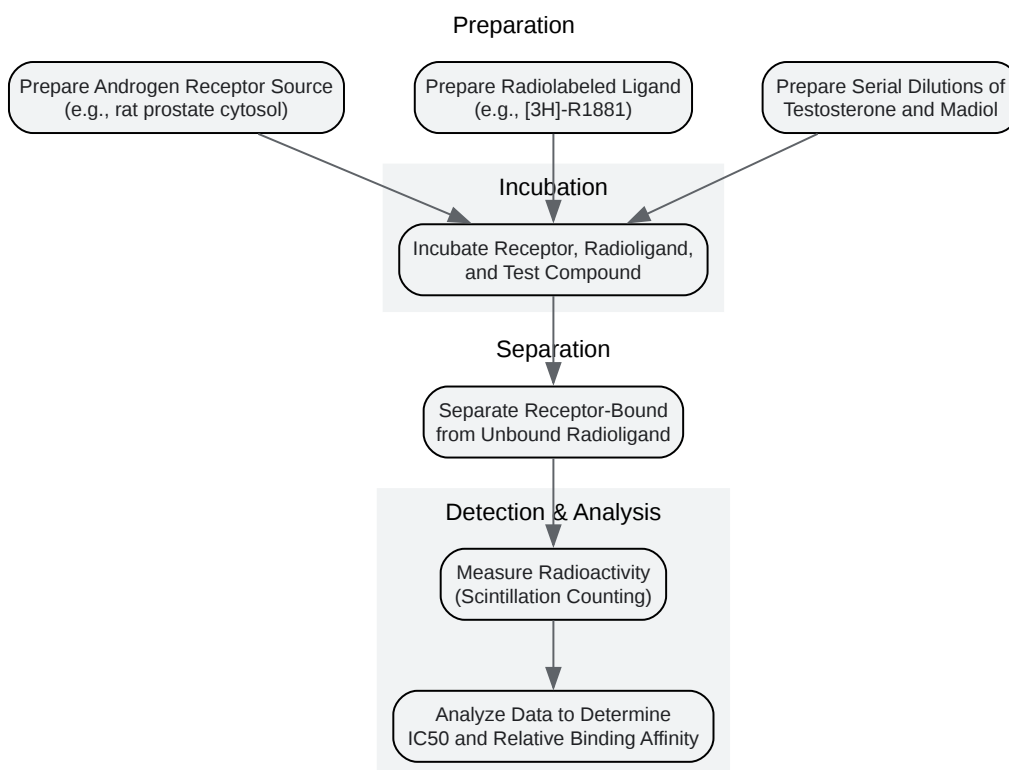 Preparation
Prepare Androgen Receptor Source
(e.g., rat prostate cytosol)
Prepare Radiolabeled Ligand
(e.g., [3H]-R1881)
Prepare Serial Dilutions of
Testosterone and Madiol
Incubation
Incubate Receptor, Radioligand,
and Test Compound
Separation
Separate Receptor-Bound
from Unbound Radioligand
Detection & Analysis
Measure Radioactivity
(Scintillation Counting)
Analyze Data to Determine
IC50 and Relative Binding Affinity